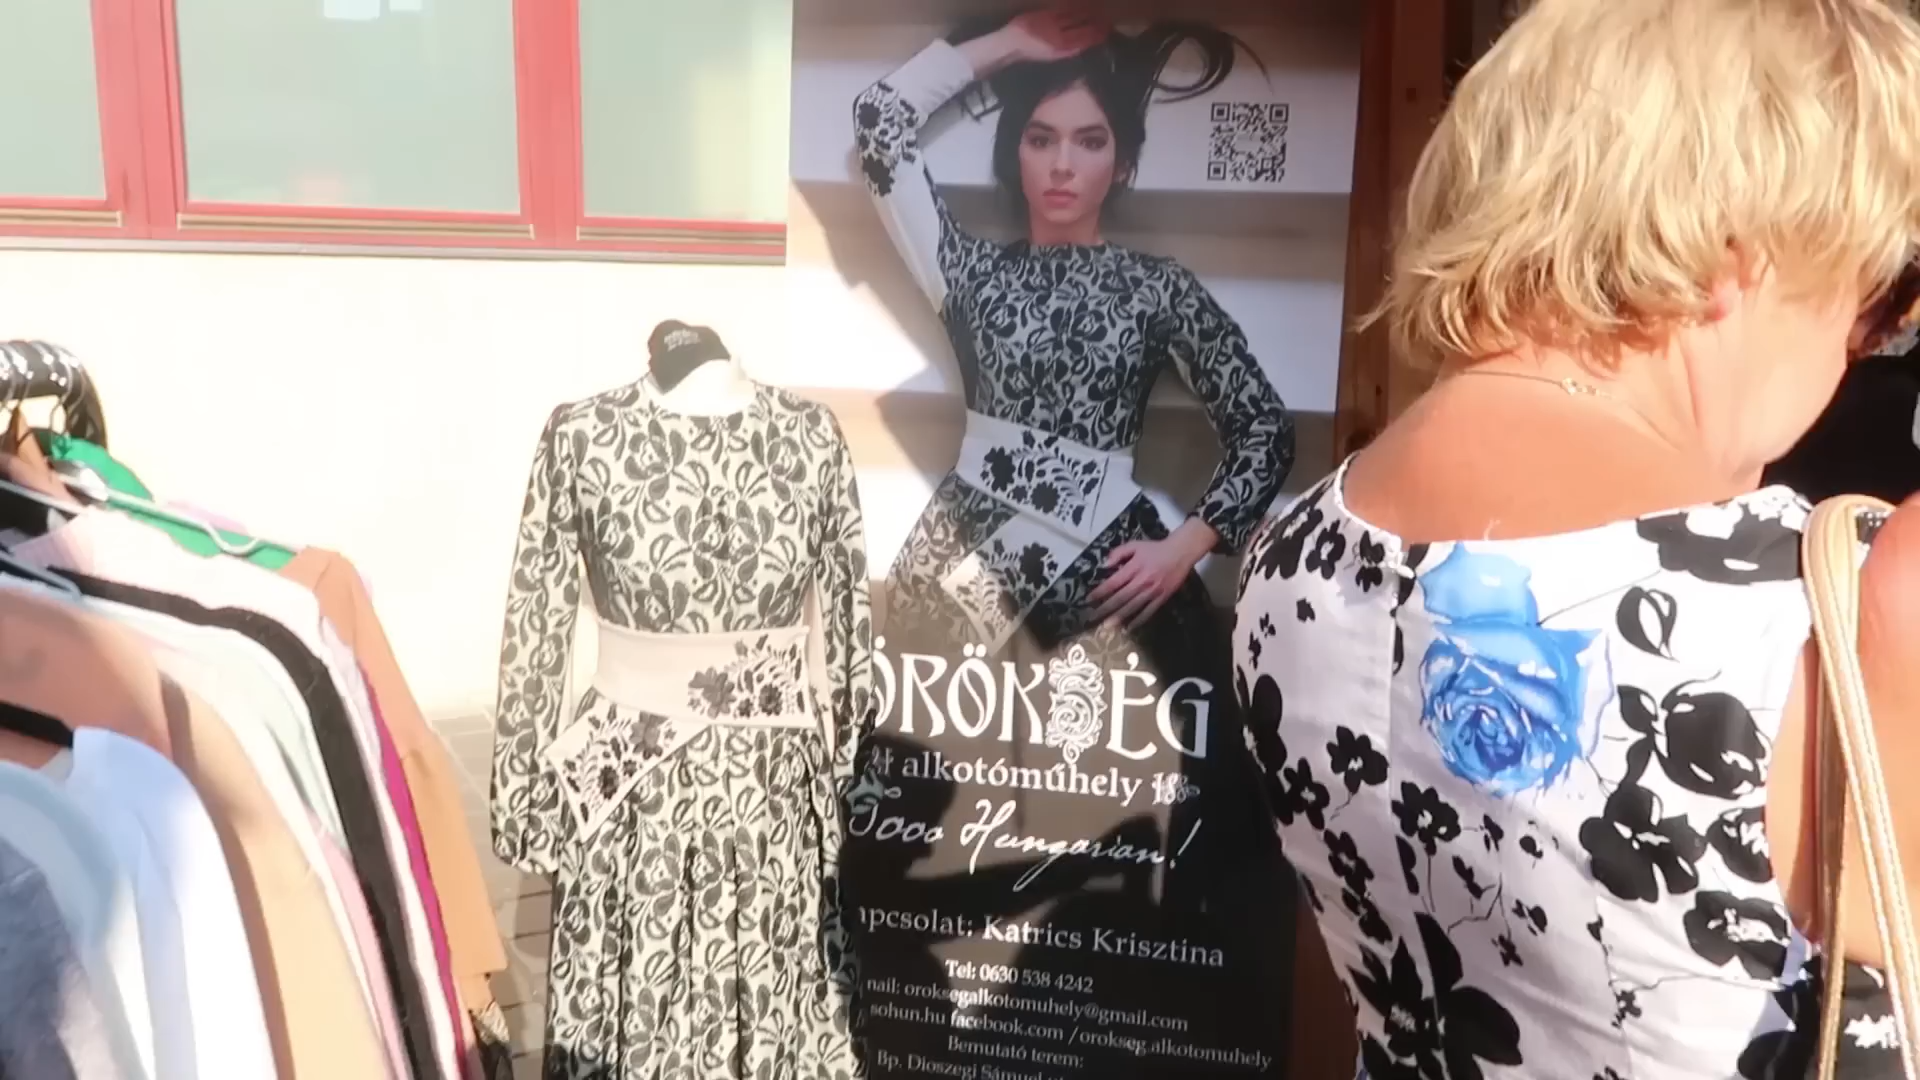 ÖRÖKSÉG
alkotóműhely
Sooo Hungarian!
apcsolat: Katrics Krisztina
Tel: 0630 538 4242
nail: oroksegalkotomuhely@gmail.com
sohun.hu facebook.com /orokseg.alkotomuhely
Bemutató terem:
Bp. Dioszegi Sámuel